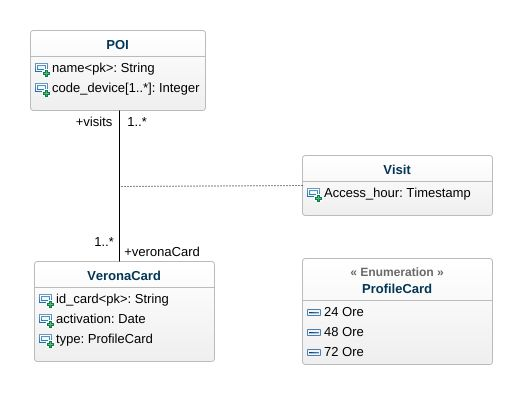 POI
name<pk>: String
code_device[1..*]: Integer
+visits
1..*
Visit
Access_hour: Timestamp
1..*
+veronaCard
VeronaCard
id_card<pk>: String
activation: Date
type: ProfileCard
« Enumeration »
ProfileCard
24 Ore
48 Ore
72 Ore